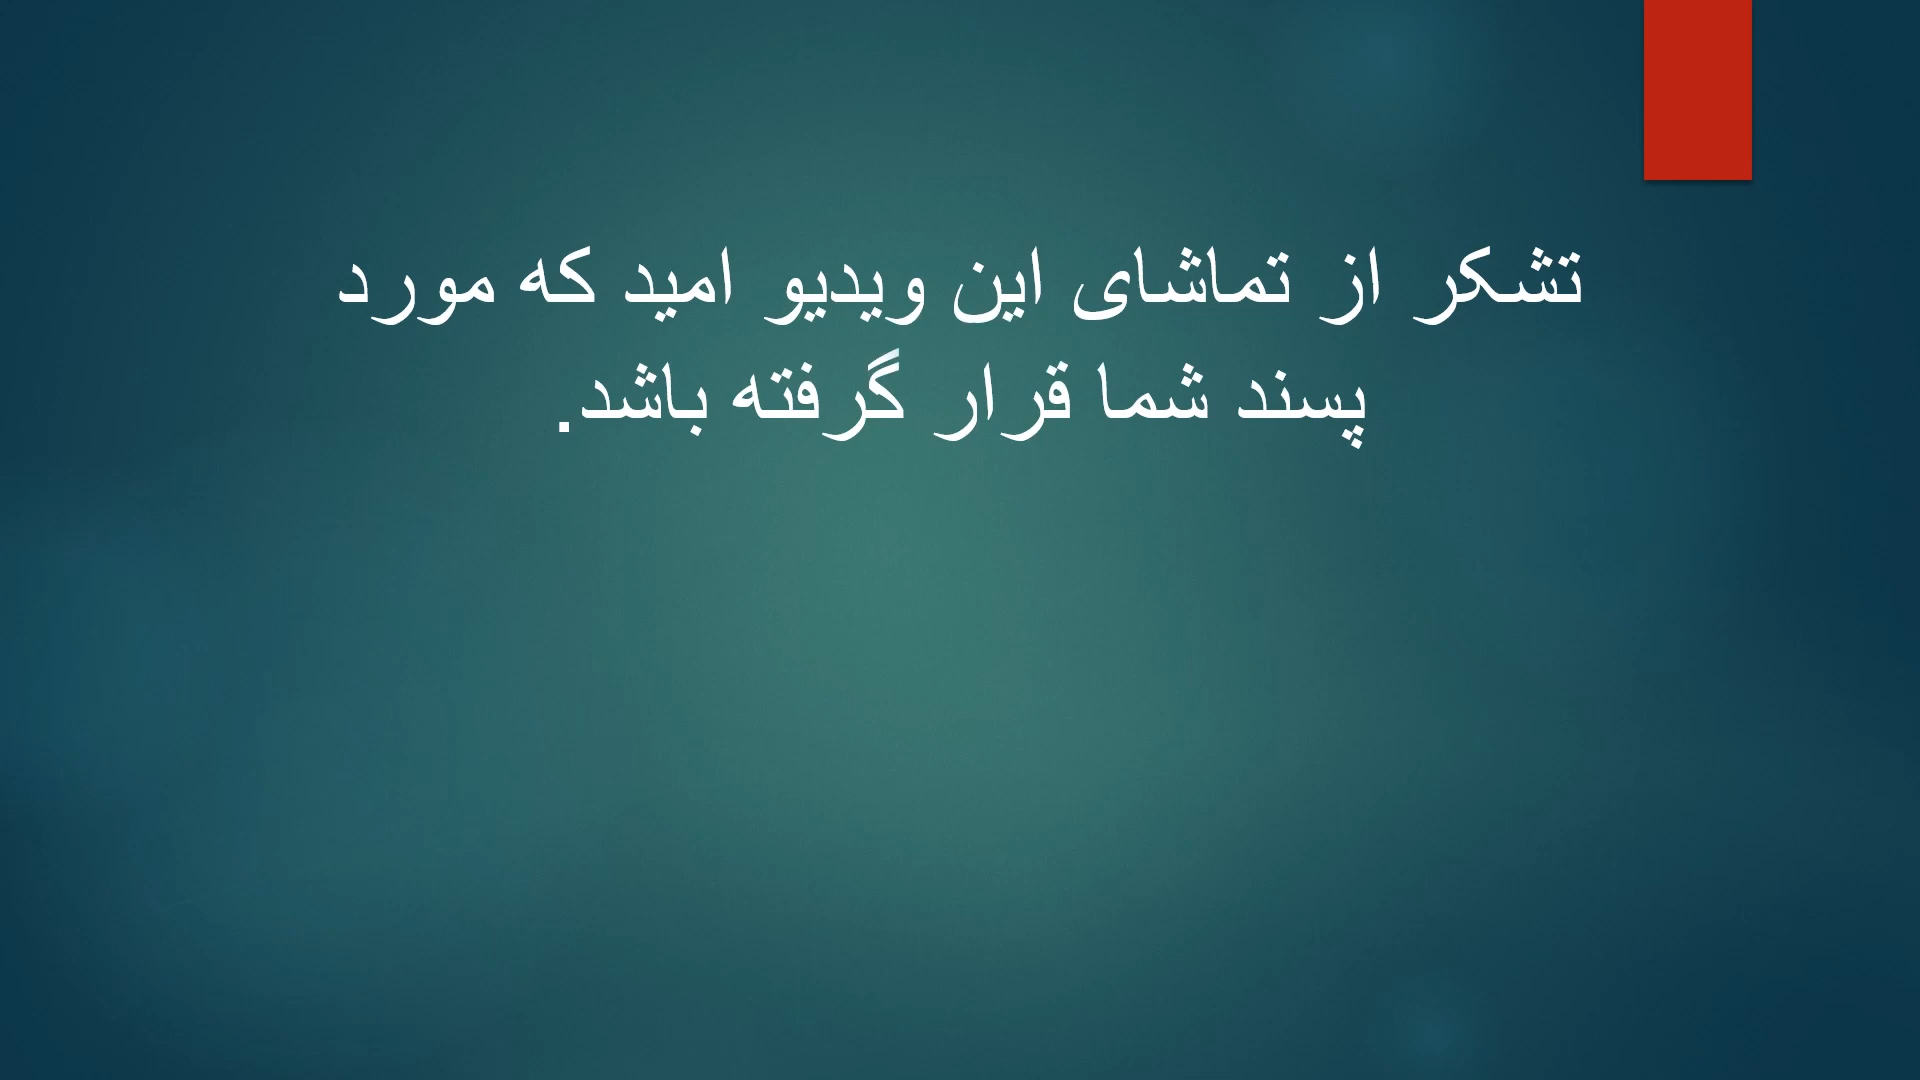 تشکر از تماشای این ویدیو امید که مورد
پسند شما قرار گرفته باشد.